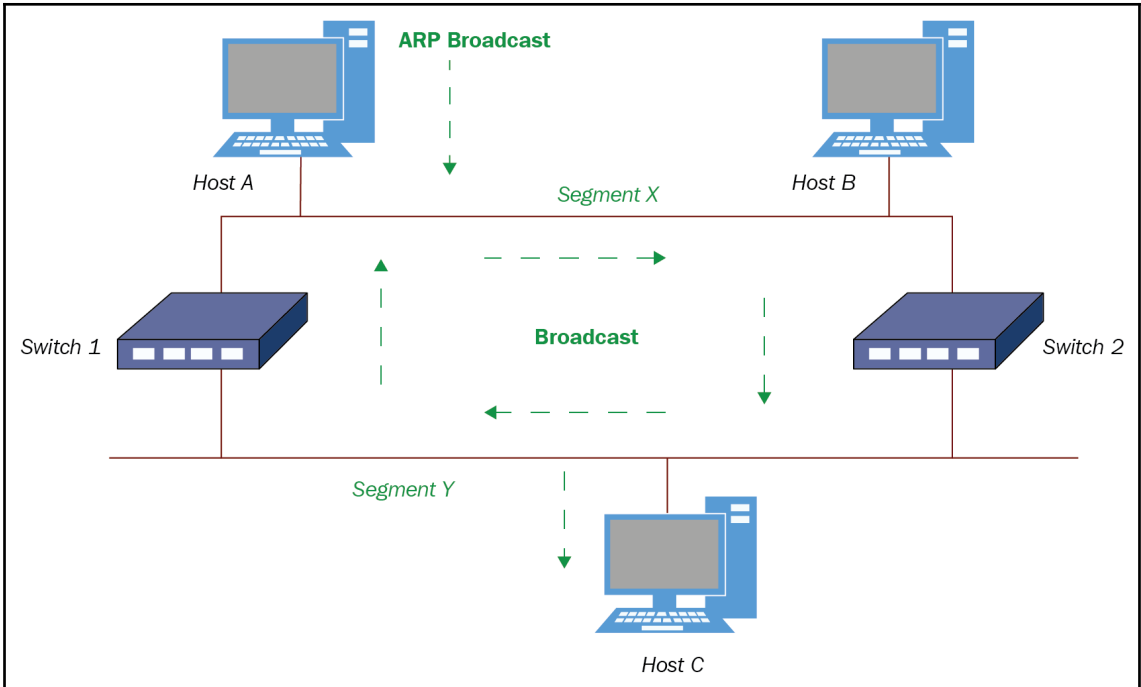 ARP Broadcast
Host A
Host B
Segment X
Switch 1
Broadcast
Switch 2
Segment Y
Host C